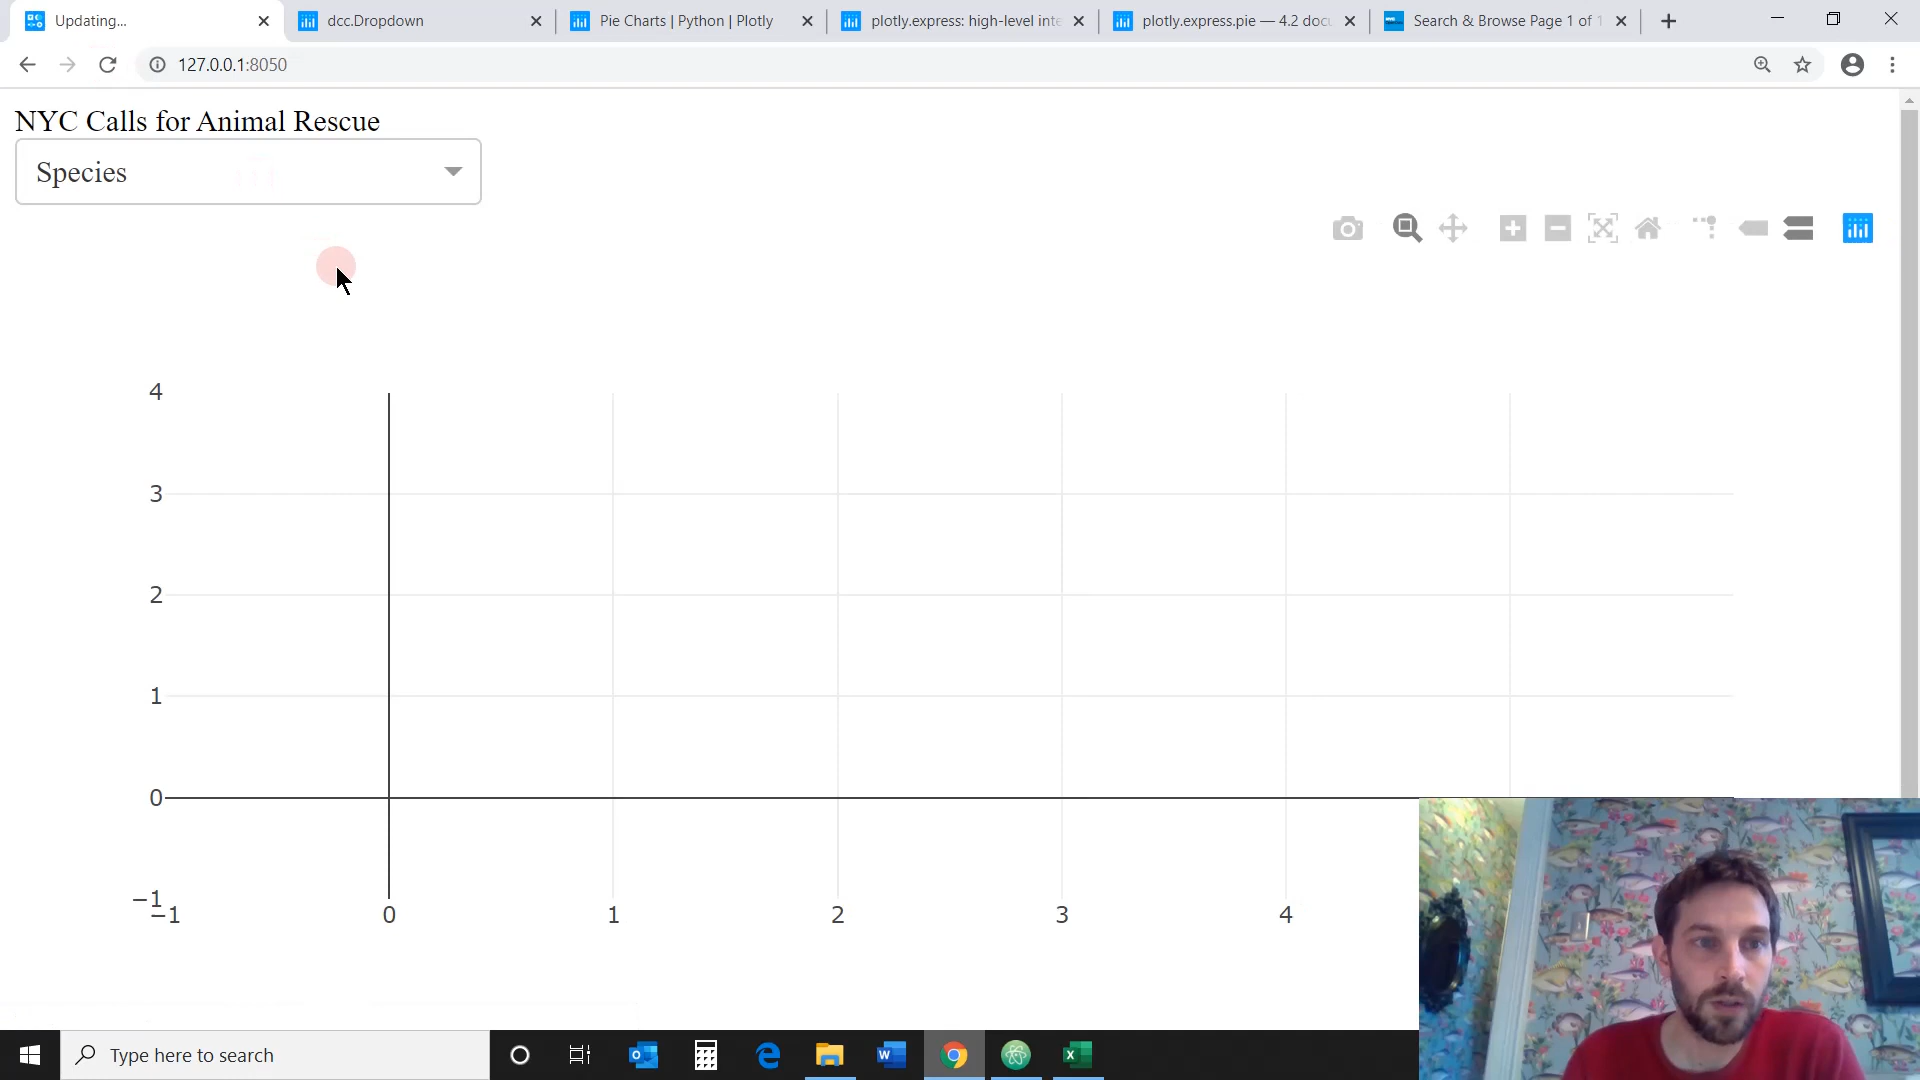 Updating...
dcc.Dropdown
Pie Charts | Python | Plotly
plotly.express: high-level inte
plotly.express.pie — 4.2 docu
Search & Browse Page 1 of 1
127.0.0.1:8050
NYC Calls for Animal Rescue
Species
4
3
2
1
0
−1
−1
0
1
2
3
4
Type here to search